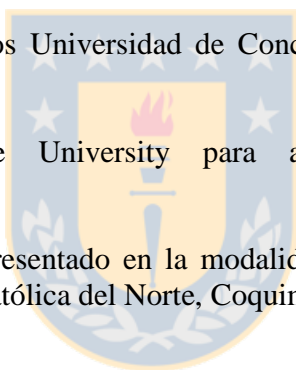 os Universidad de Conc
e University para a
resentado en la modalid
atólica del Norte, Coquin